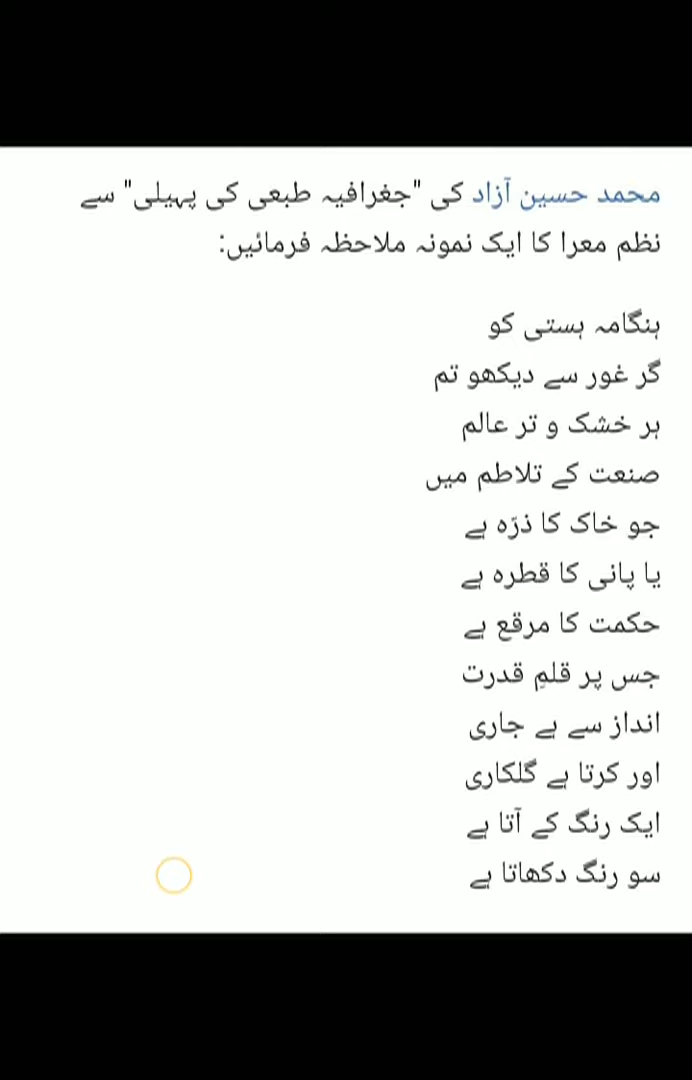 محمد حسین آزاد کی "جغرافیہ طبعی کی پہیلی" سے
نظم معرا کا ایک نمونہ ملاحظہ فرمائیں:
ہنگامہ ہستی کو
گر غور سے دیکھو تم
ہر خشک و تر عالم
صنعت کے تلاطم میں
جو خاک کا ذرّہ ہے
یا پانی کا قطرہ ہے
حکمت کا مرقع ہے
جس پر قلمِ قدرت
انداز سے ہے جاری
اور کرتا ہے گلکاری
ایک رنگ کے آتا ہے
سو رنگ دکھاتا ہے